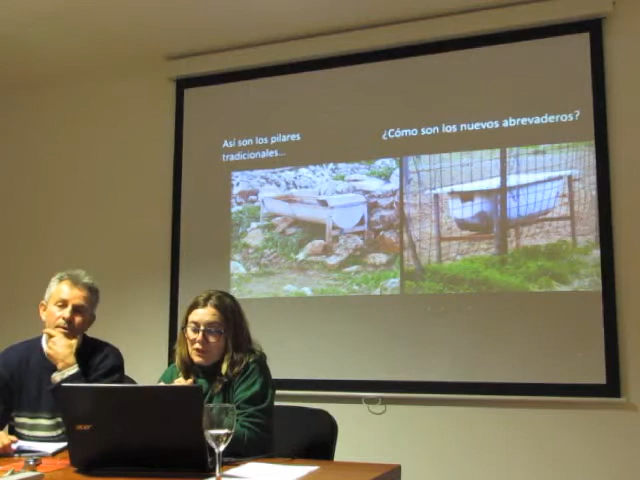 Así son los pilares
tradicionales...
¿Cómo son los nuevos abrevaderos?
acer